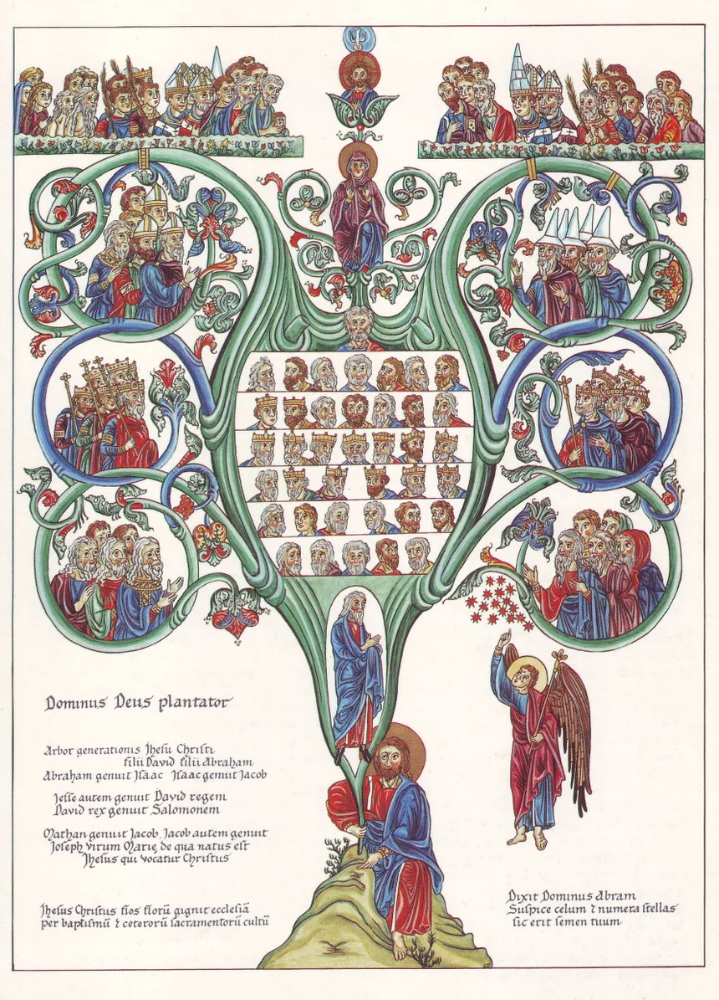 Dominus Deus plantator
Arbor generationis Jhesu Christi
filii David filii Abraham
Abraham genuit Isaac Isaac genuit Jacob
Jesse autem genuit David regem
David rex genuit Salomonem
Mathan genuit Jacob, Jacob autem genuit
Joseph virum Marie de qua natus est
Jhesus qui vocatur Christus
Jhesus Christus flos florū gignit ecclesiā
per baptismū ⁊ ceterorū sacramentorū cultū
Dixit Dominus Abram
Suspice celum ⁊ numera stellas
sic erit semen tuum